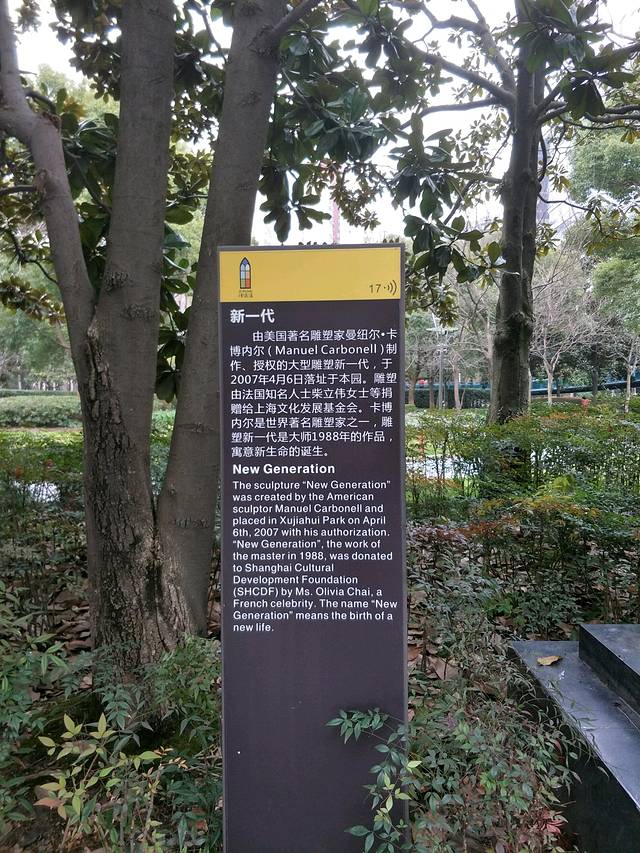 17
新一代
由美国著名雕塑家曼纽尔•卡
博内尔 ( Manuel Carbonell ) 制
作、授权的大型雕塑新一代，于
2007年4月6日落址于本园。雕塑
由法国知名人士柴立伟女士等捐
赠给上海文化发展基金会。卡博
内尔是世界著名雕塑家之一，雕
塑新一代是大师1988年的作品，
寓意新生命的诞生。
New Generation
The sculpture “New Generation”
was created by the American
sculptor Manuel Carbonell and
placed in Xujiahui Park on April
6th, 2007 with his authorization.
“New Generation”, the work of
the master in 1988, was donated
to Shanghai Cultural
Development Foundation
(SHCDF) by Ms. Olivia Chai, a
French celebrity. The name “New
Generation” means the birth of a
new life.